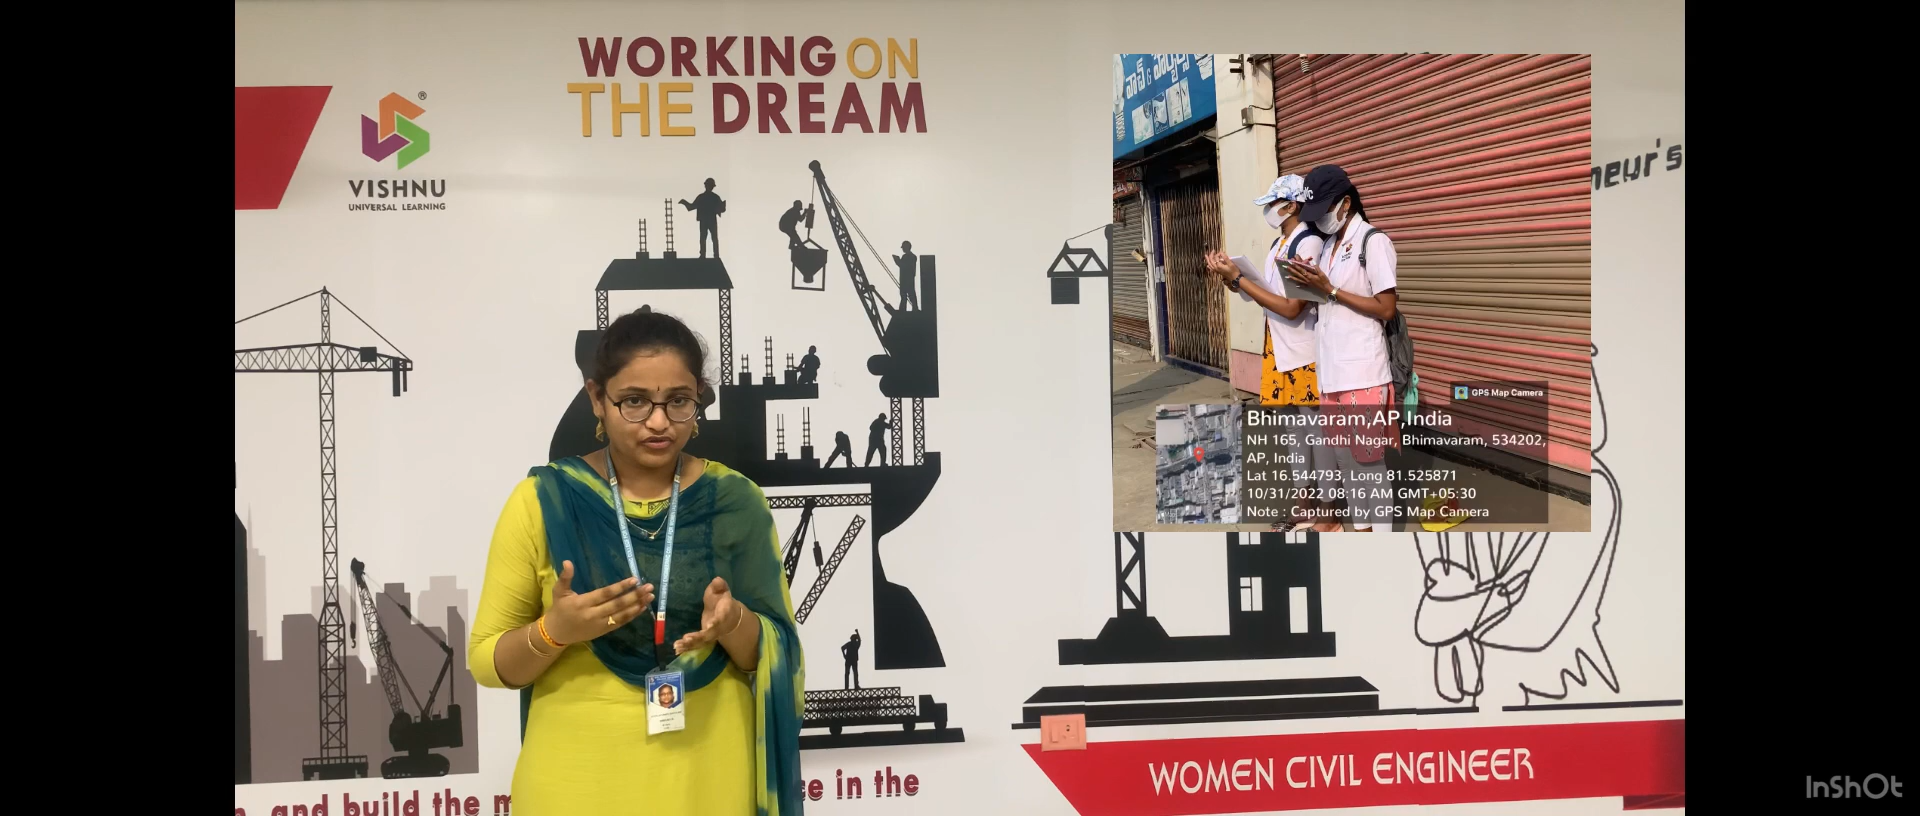 WORKING ON
THE DREAM
VISHNU
UNIVERSAL LEARNING
neur's
GPS Map Camera
Bhimavaram,AP,India
NH 165, Gandhi Nagar, Bhimavaram, 534202,
AP, India
Lat 16.544793, Long 81.525871
10/31/2022 08:16 AM GMT+05:30
Note : Captured by GPS Map Camera
WOMEN CIVIL ENGINEER
and build the
in the
InShOt